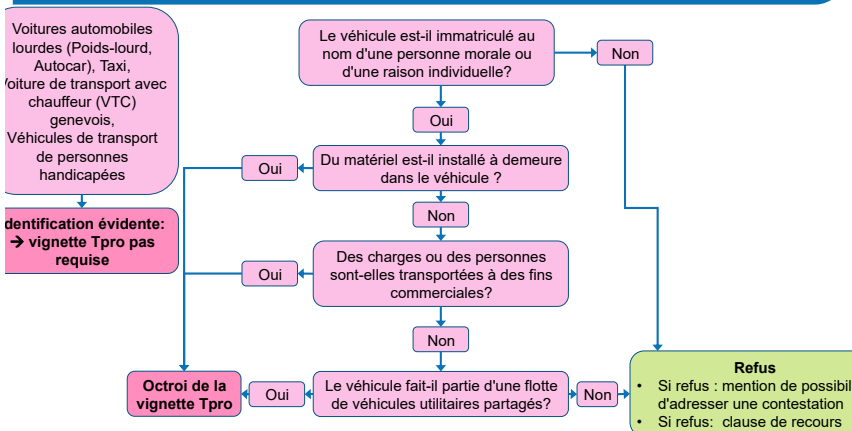 Voitures automobiles
lourdes (Poids-lourd,
Autocar), Taxi,
Voiture de transport avec
chauffeur (VTC)
genevois,
Véhicules de transport
de personnes
handicapées
dentification évidente:
→ vignette Tpro pas
requise
Le véhicule est-il immatriculé au
nom d'une personne morale ou
d'une raison individuelle?
Non
Oui
Du matériel est-il installé à demeure
dans le véhicule ?
Oui
Non
Des charges ou des personnes
sont-elles transportées à des fins
commerciales?
Oui
Non
Le véhicule fait-il partie d'une flotte
de véhicules utilitaires partagés?
Oui
Non
Octroi de la
vignette Tpro
Refus
• Si refus : mention de possibil
d'adresser une contestation
• Si refus: clause de recours